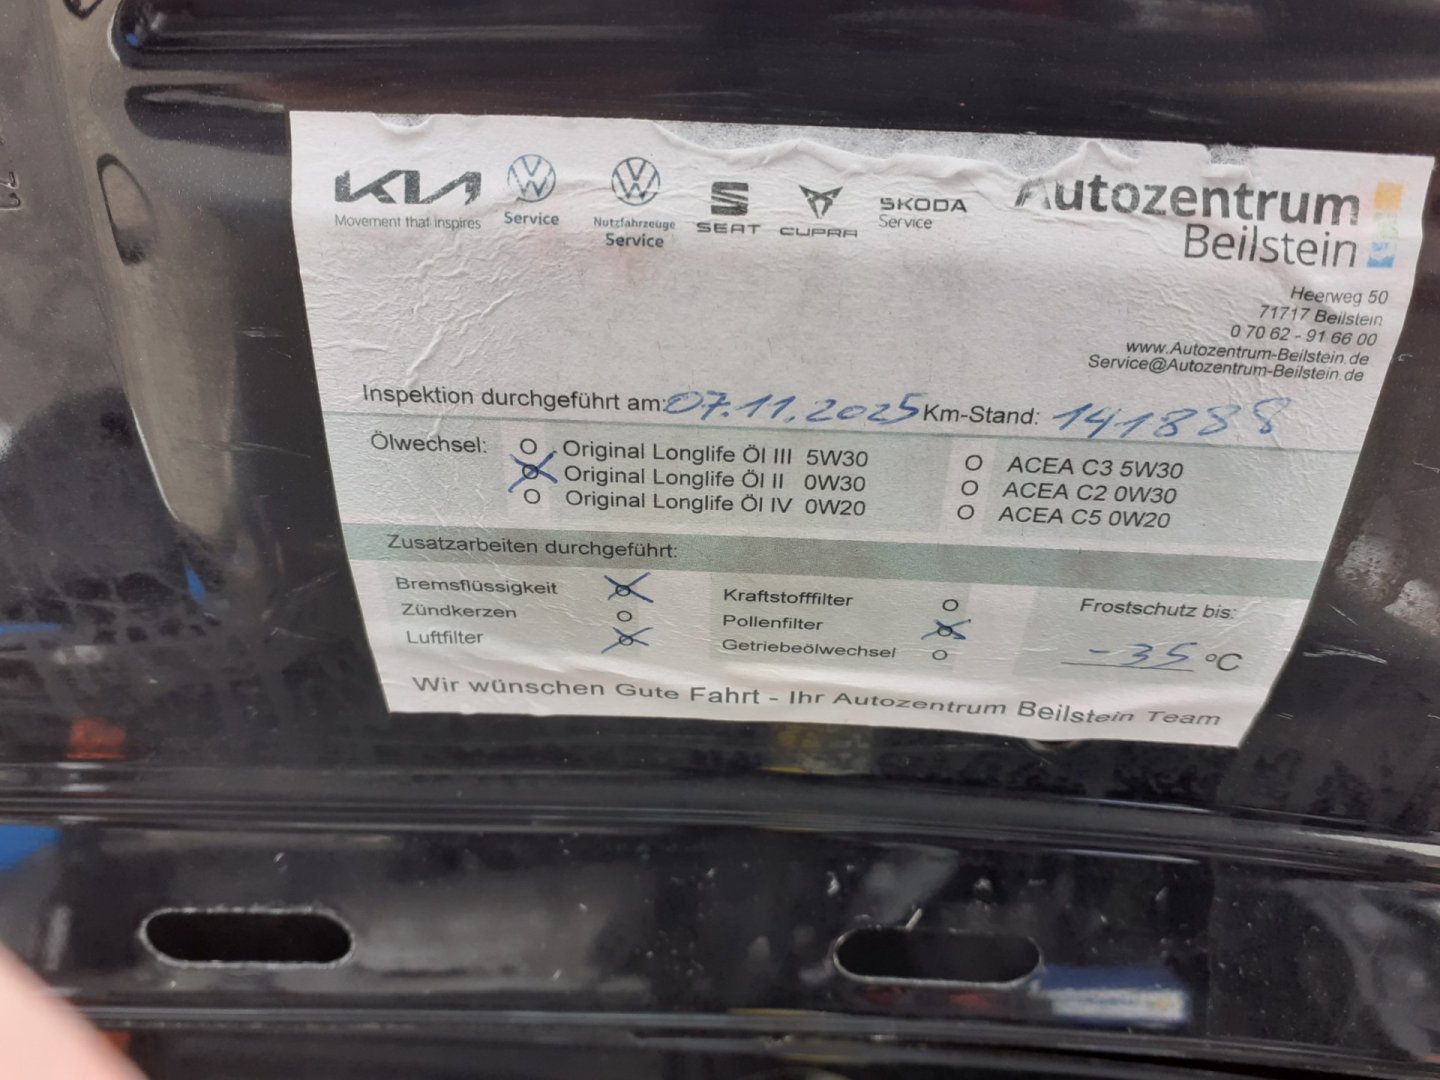 KIA
Movement that inspires
Service
Nutzfahrzeuge
Service
SEAT
CUPRA
SKODA
Service
Autozentrum
Beilstein
Heerweg 50
71717 Beilstein
0 70 62 - 91 66 00
www.Autozentrum-Beilstein.de
Service@Autozentrum-Beilstein.de
Inspektion durchgeführt am: 07.11.2025 Km-Stand: 141888
Ölwechsel: O Original Longlife Öl III 5W30 O ACEA C3 5W30
O Original Longlife Öl II 0W30 O ACEA C2 0W30
O Original Longlife Öl IV 0W20 O ACEA C5 0W20
Zusatzarbeiten durchgeführt:
Bremsflüssigkeit O Kraftstofffilter O Frostschutz bis:
Zündkerzen O Pollenfilter O
Luftfilter O Getriebeölwechsel O -35 °C
Wir wünschen Gute Fahrt - Ihr Autozentrum Beilstein Team